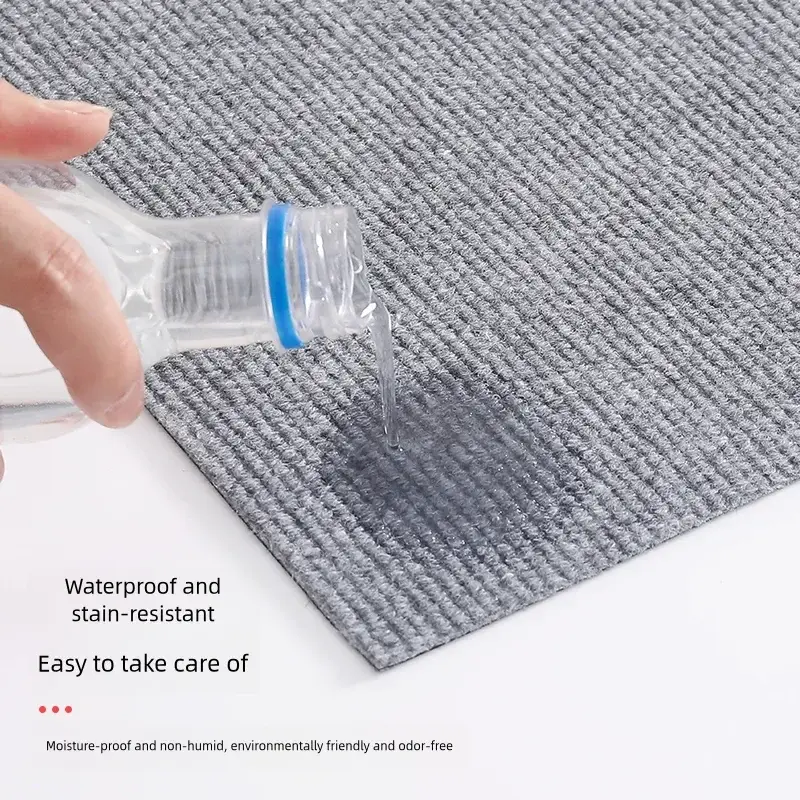 Waterproof and
stain-resistant
Easy to take care of
Moisture-proof and non-humid, environmentally friendly and odor-free